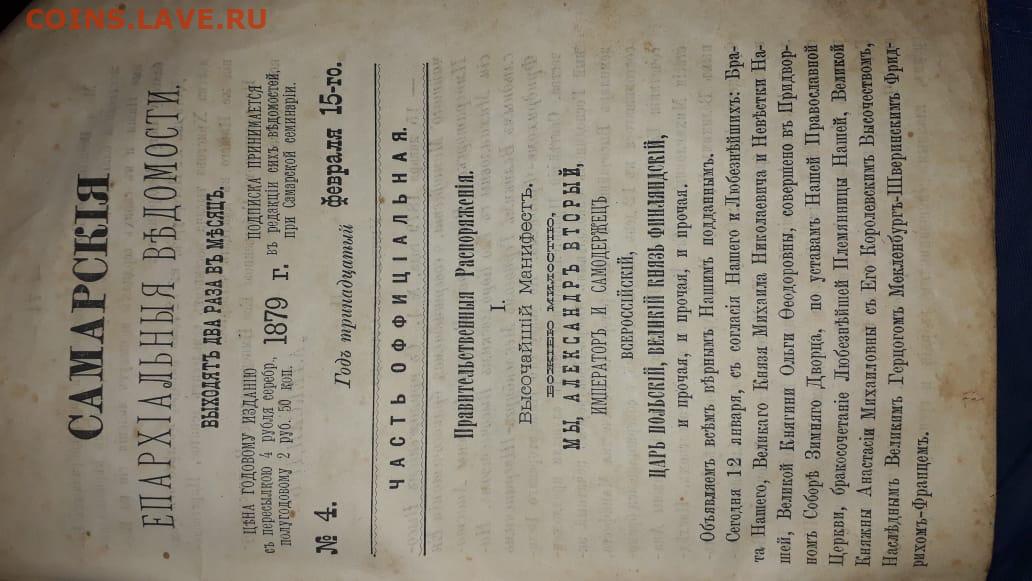 COINS.LAVE.RU
САМАРСКІЯ
ЕПАРХІАЛЬНЫЯ ВѢДОМОСТИ.
ВЫХОДЯТЪ ДВА РАЗА ВЪ МѢСЯЦЪ.
ЦѢНА ГОДОВОМУ ИЗДАНІЮ
съ пересылкою 4 рубля серебр.,
полугодовому 2 руб. 50 коп.
1879 г.
ПОДПИСКА ПРИНИМАЕТСЯ
въ редакціи сихъ вѣдомостей,
при Самарской семинаріи.
№ 4.
Годъ тринадцатый
февраля 15-го.
ЧАСТЬ ОФФИЦІАЛЬНАЯ.
Правительственныя Распоряженія.
I.
Высочайшій Манифестъ.
БОЖІЕЮ МИЛОСТІЮ,
МЫ, АЛЕКСАНДРЪ ВТОРЫЙ,
ИМПЕРАТОРЪ И САМОДЕРЖЕЦЪ
ВСЕРОССІЙСКІЙ,
ЦАРЬ ПОЛЬСКІЙ, ВЕЛИКІЙ КНЯЗЬ ФИНЛЯНДСКІЙ,
и прочая, и прочая, и прочая.
Объявляемъ всѣмъ вѣрнымъ Нашимъ подданнымъ.
Сегодня 12 января, съ согласія Нашего и Любезнѣйшихъ: Бра-
та Нашего, Великаго Князя Михаила Николаевича и Невѣстки На-
шей, Великой Княгини Ольги Ѳеодоровны, совершено въ Придвор-
номъ Соборѣ Зимняго Дворца, по уставамъ Нашей Православной
Церкви, бракосочетаніе Любезнѣйшей Племянницы Нашей, Великой
Княжны Анастасіи Михаиловны съ Его Королевскимъ Высочествомъ,
Наслѣднымъ Великимъ Герцогомъ Мекленбургъ-Шверинскимъ Фрид-
рихомъ-Францемъ.